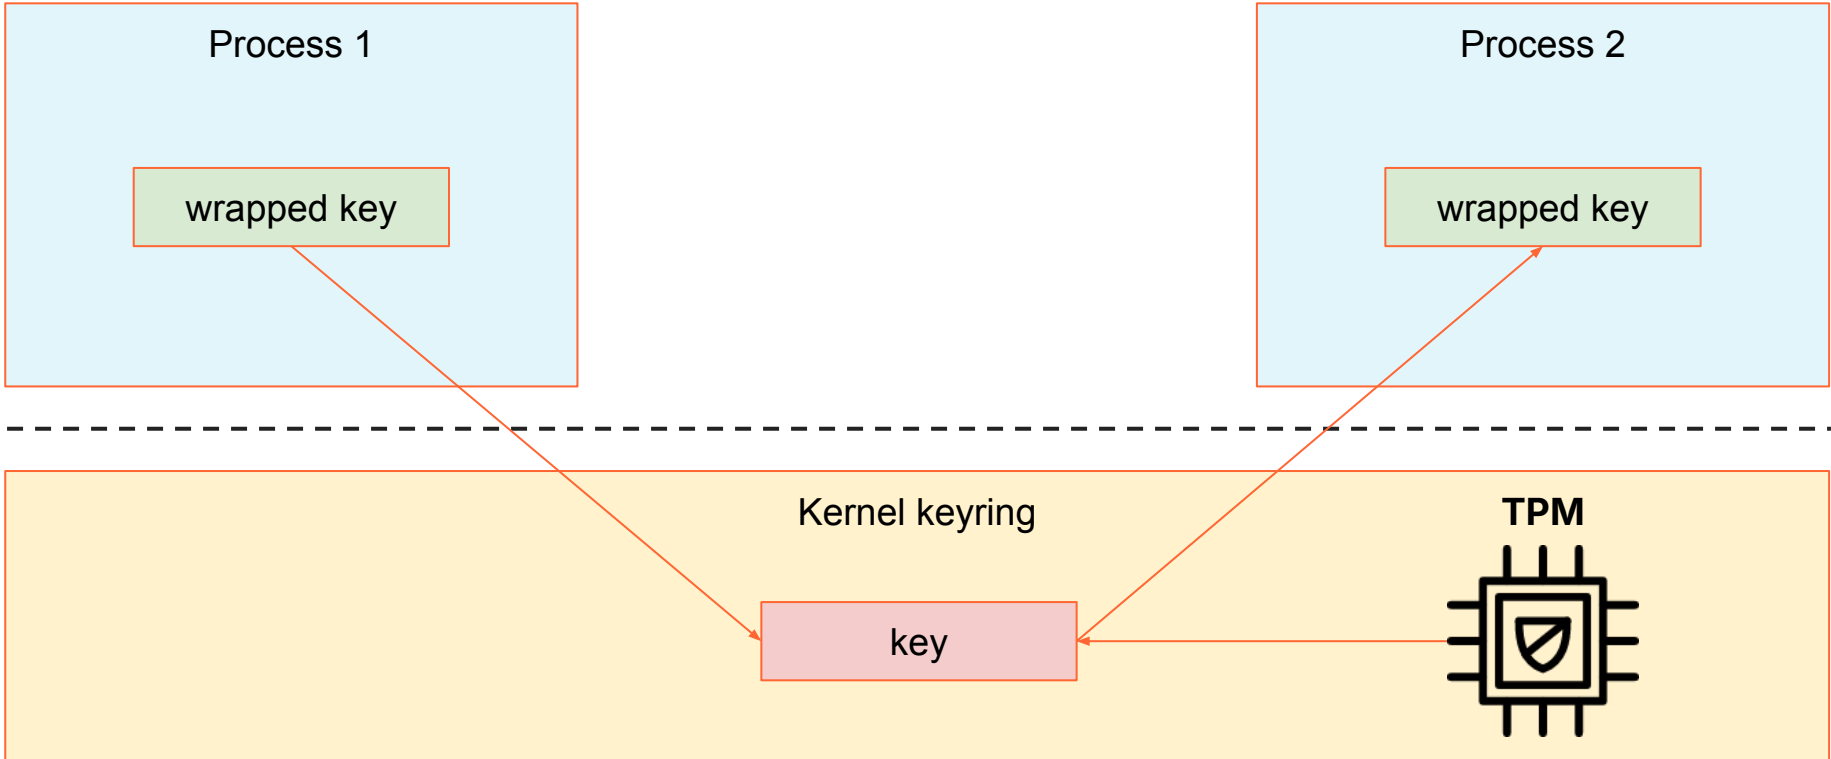 Process 1
Process 2
wrapped key
wrapped key
Kernel keyring
TPM
key